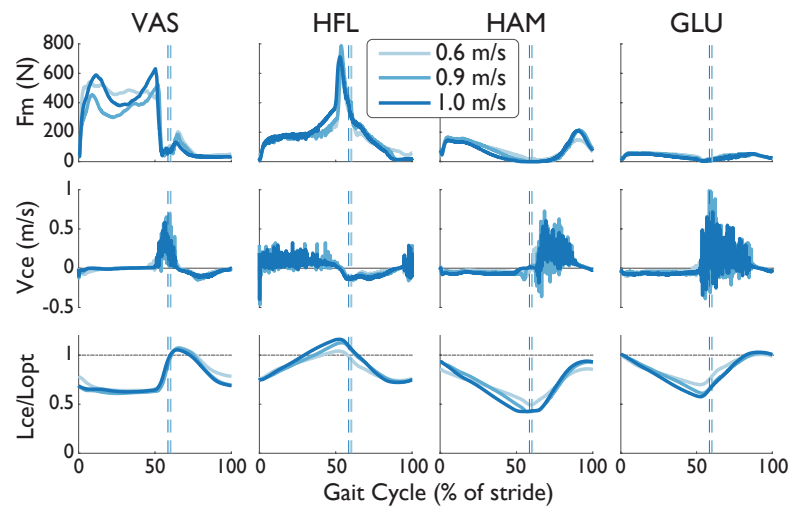 VAS HFL HAM GLU
0.6 m/s
0.9 m/s
1.0 m/s
Fm (N)
800
600
400
200
0
Vce (m/s)
1
0.5
0
-0.5
Lce/Lopt
1
0.5
0
0 50 100 0 50 100 0 50 100 0 50 100
Gait Cycle (% of stride)